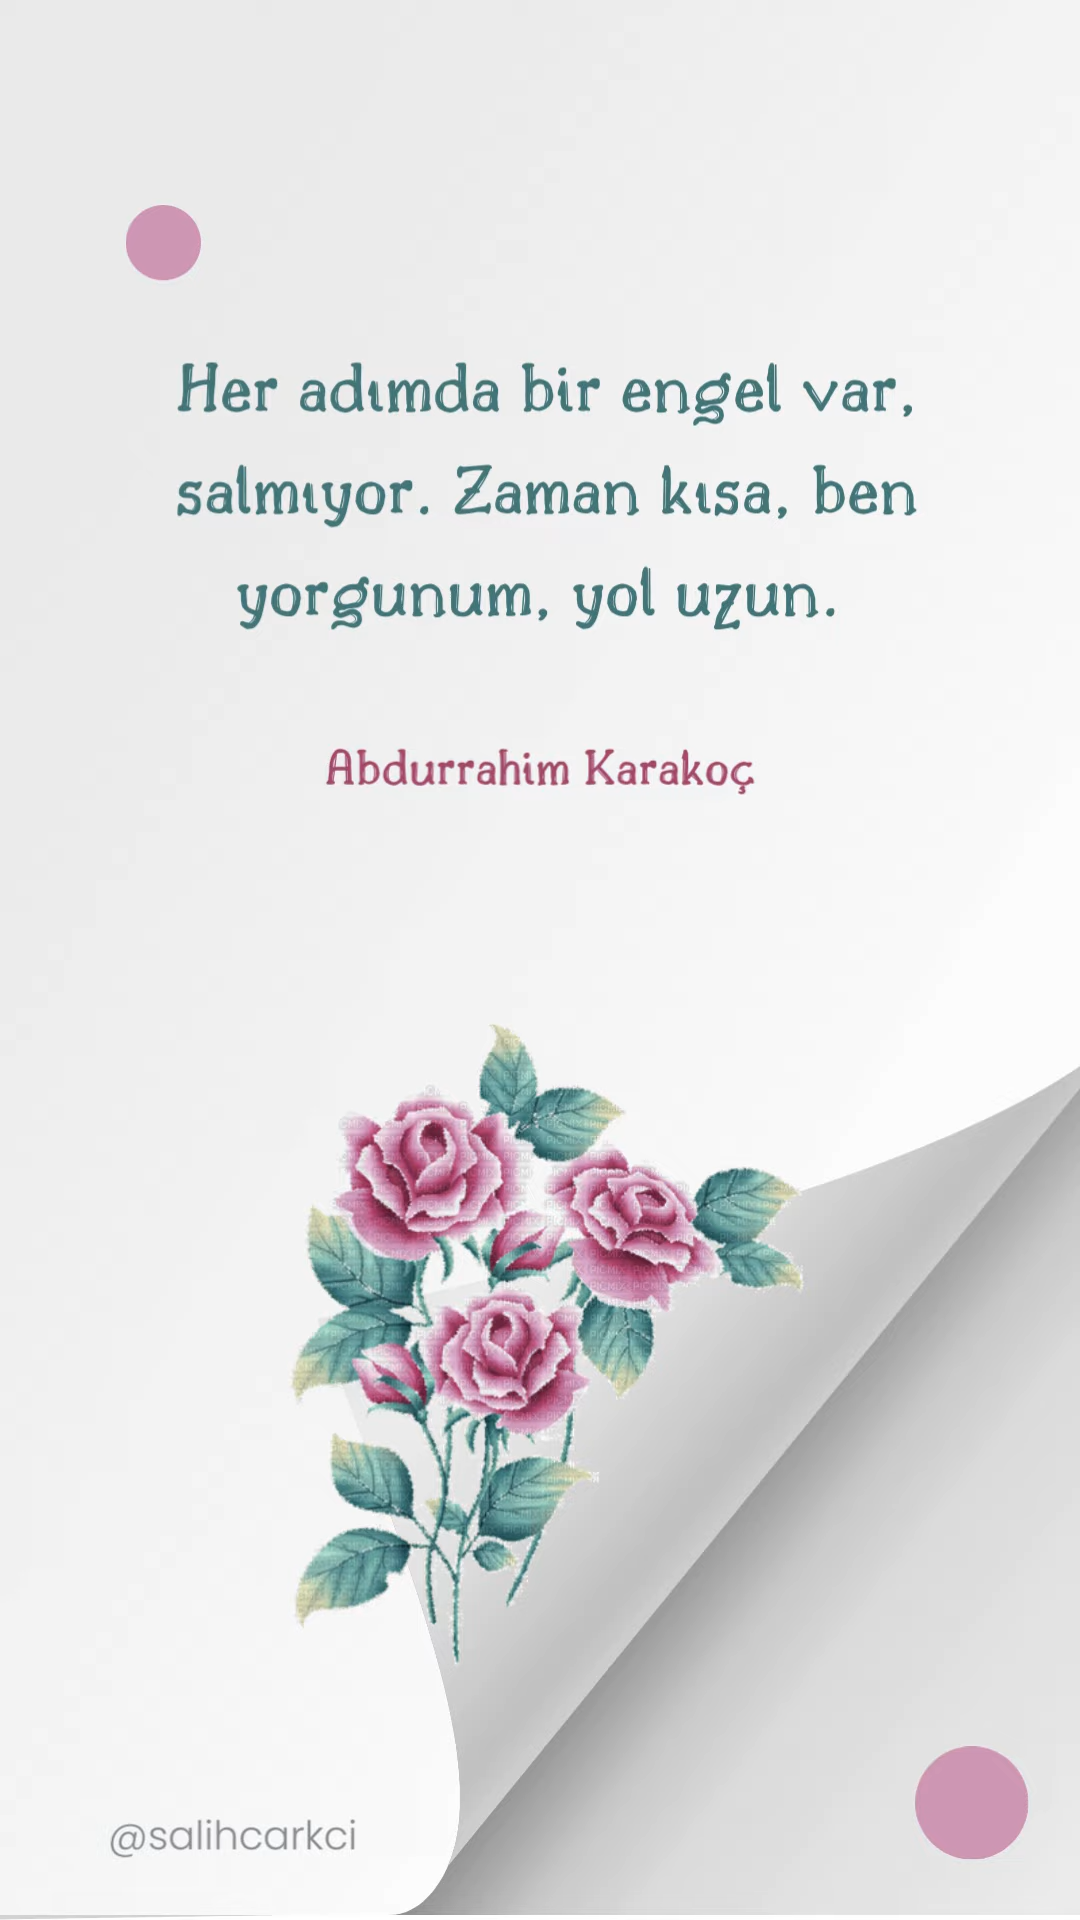 Her adımda bir engel var,
salmıyor. Zaman kısa, ben
yorgunum, yol uzun.
Abdurrahim Karakoç
@salihcarkci